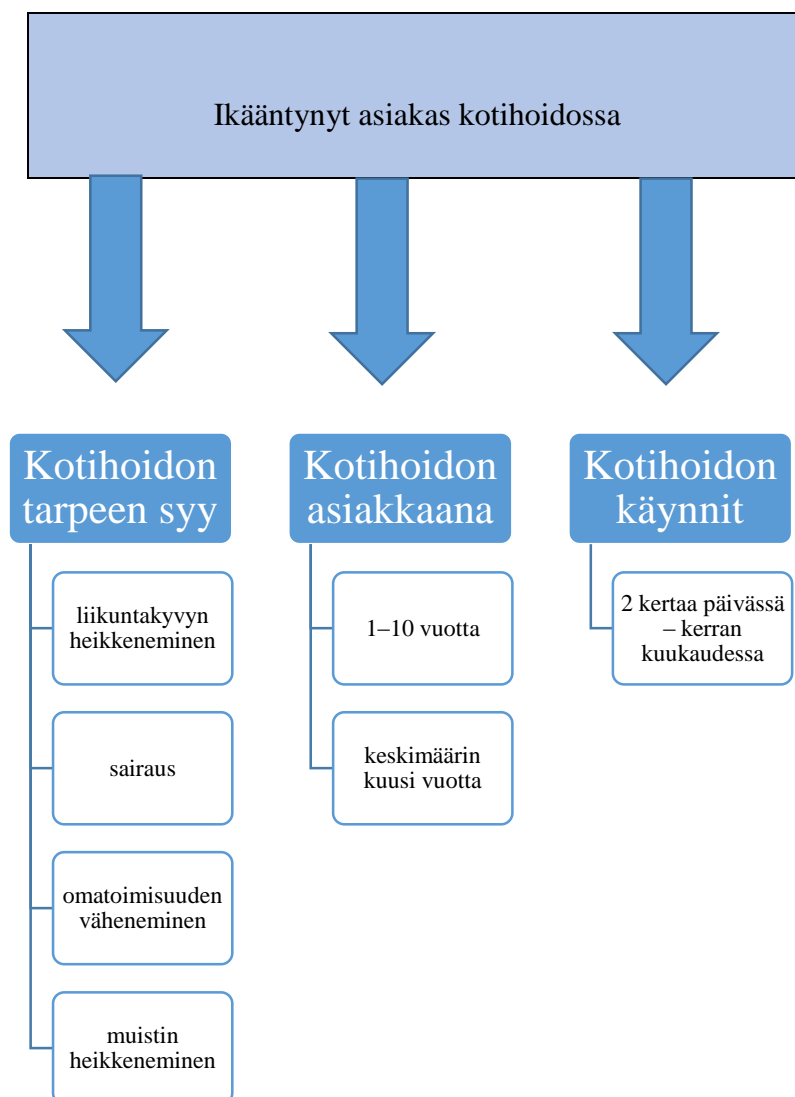 Ikääntynyt asiakas kotihoidossa
Kotihoidon
tarpeen syy
liikuntakyvyn
heikkeneminen
sairaus
omatoimisuuden
väheneminen
muistin
heikkeneminen
Kotihoidon
asiakkaana
1–10 vuotta
keskimäärin
kuusi vuotta
Kotihoidon
käynnit
2 kertaa päivässä
– kerran
kuukaudessa